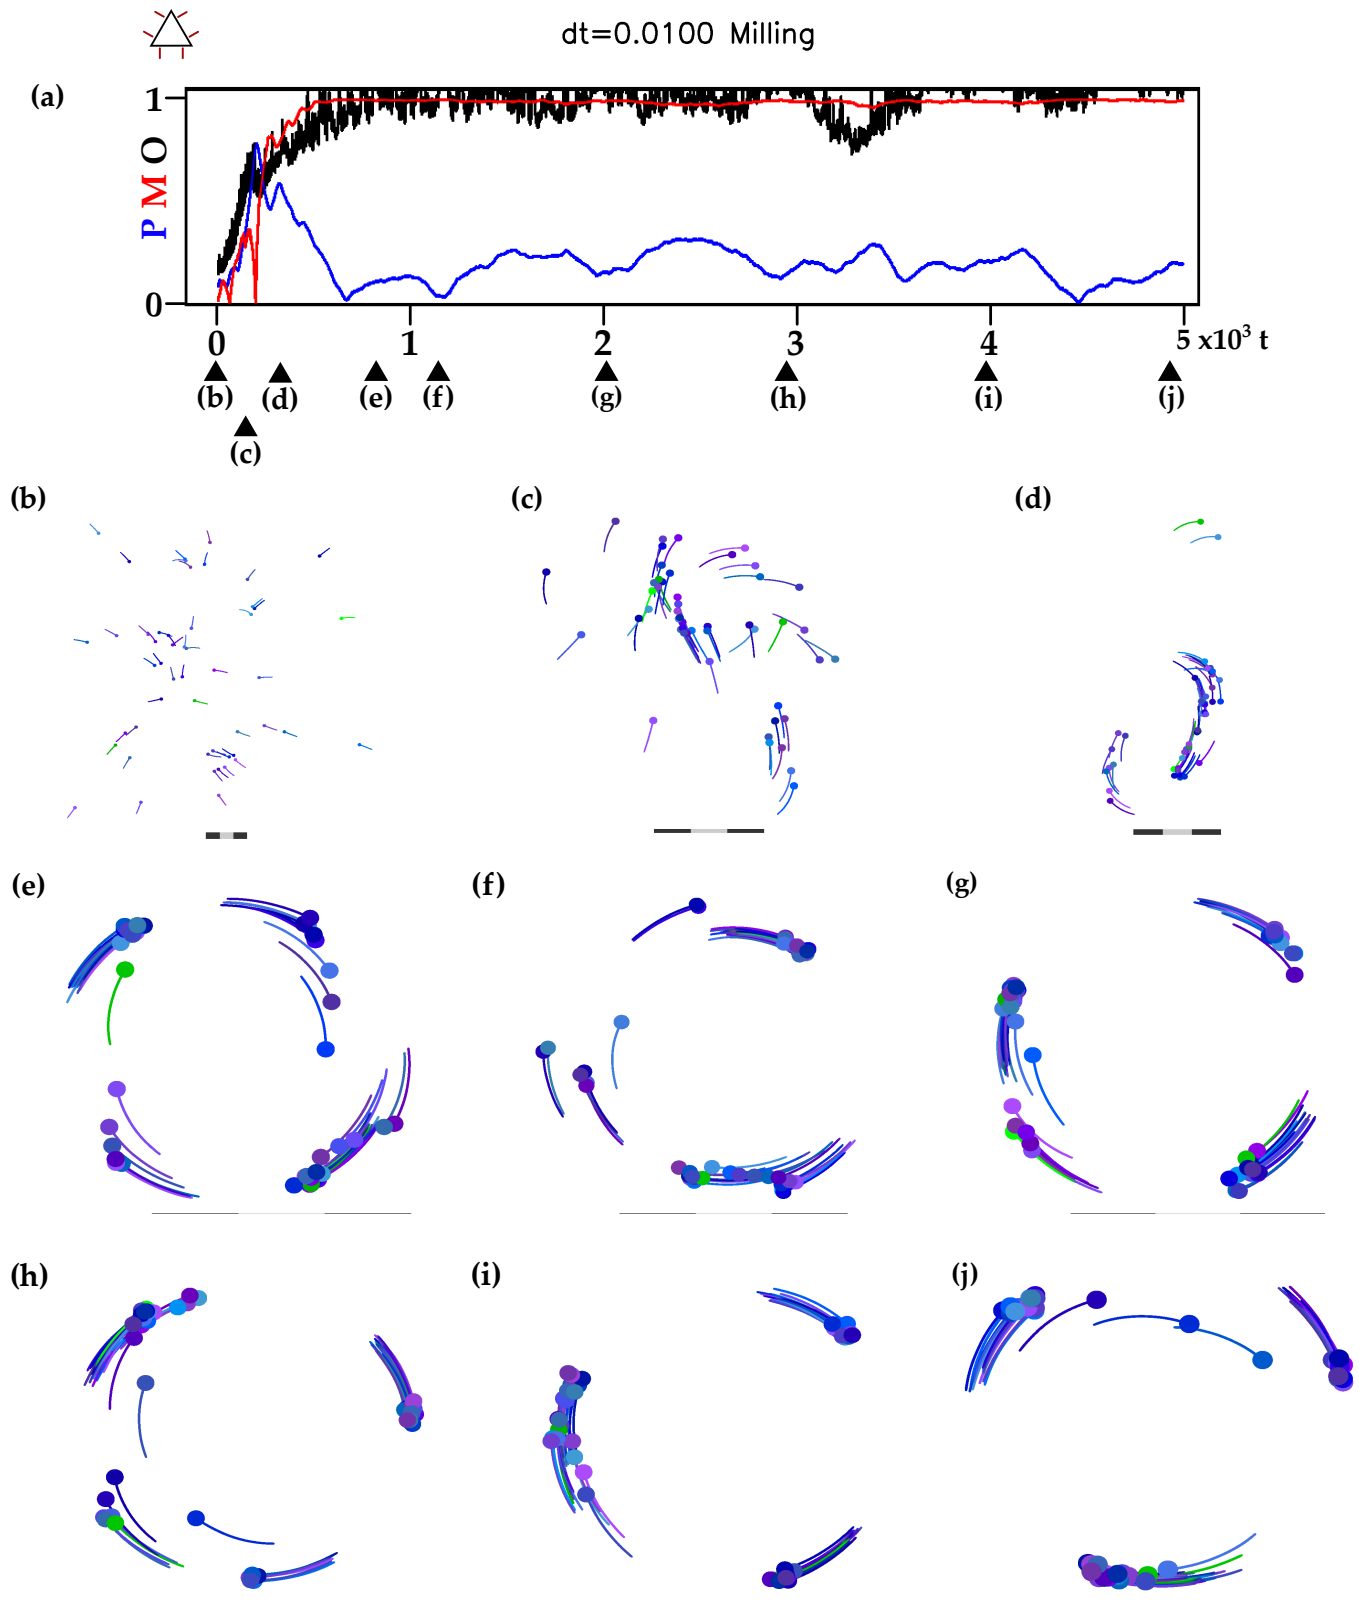 dt=0.0100 Milling
(a)
1
P M O
0
0 1 2 3 4 5 x10³ t
(b) (d) (e) (f) (g) (h) (i) (j)
(c)
(b) (c) (d)
(e) (f) (g)
(h) (i) (j)